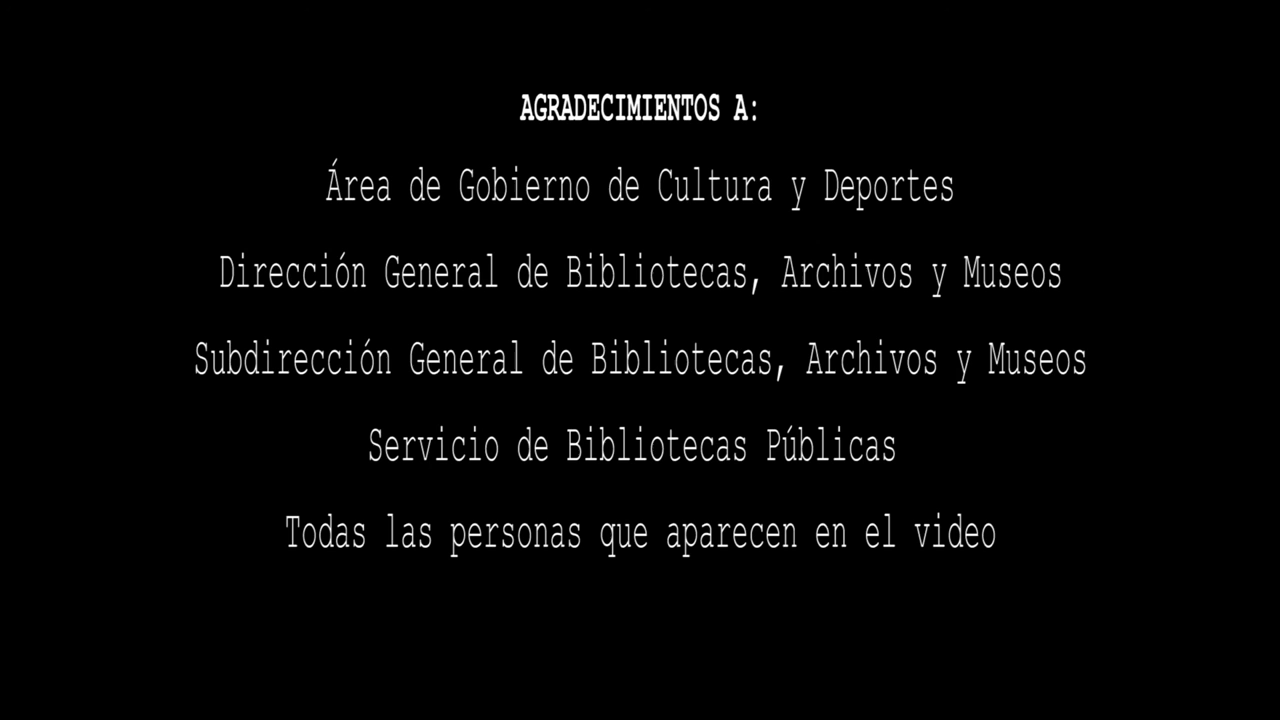 AGRADECIMIENTOS A:
Área de Gobierno de Cultura y Deportes
Dirección General de Bibliotecas, Archivos y Museos
Subdirección General de Bibliotecas, Archivos y Museos
Servicio de Bibliotecas Públicas
Todas las personas que aparecen en el video